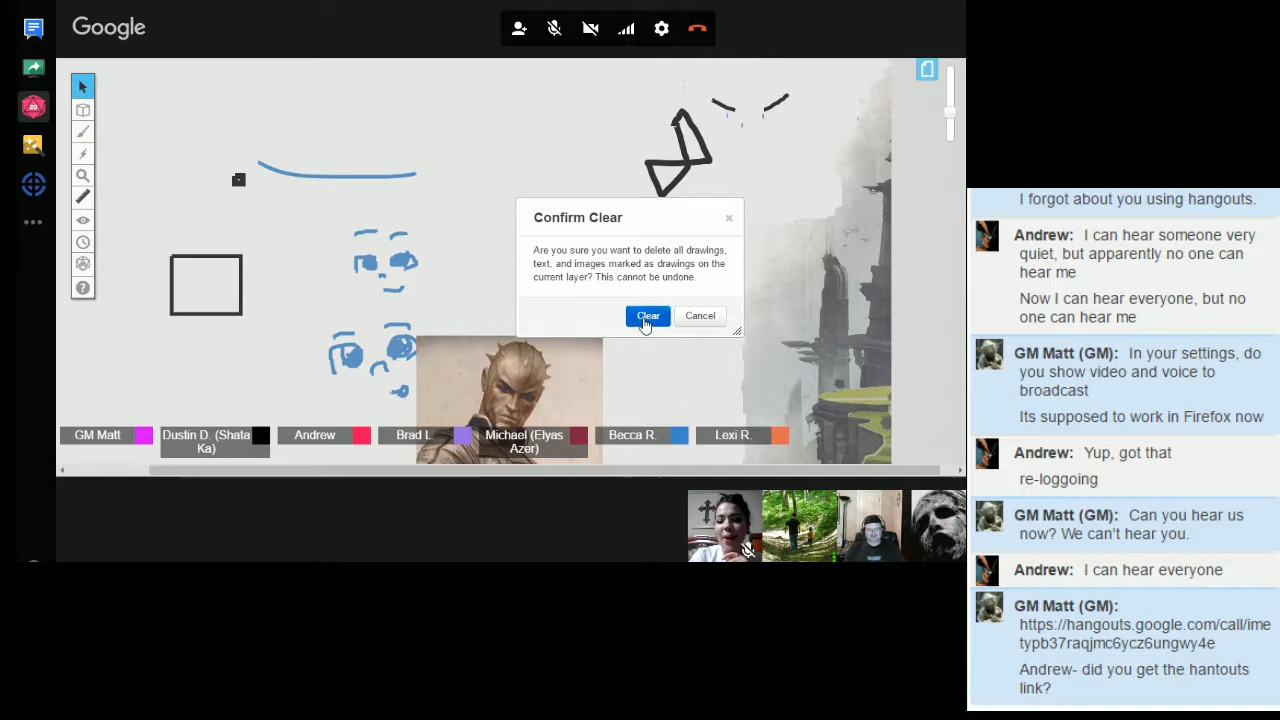 Google
20
Confirm Clear
×
Are you sure you want to delete all drawings,
text, and images marked as drawings on the
current layer? This cannot be undone.
Clear
Cancel
GM Matt
Dustin D. (Shata
Ka)
Andrew
Brad L.
Michael (Elyas
Azer)
Becca R.
Lexi R.
I forgot about you using hangouts.
Andrew: I can hear someone very
quiet, but apparently no one can
hear me
Now I can hear everyone, but no
one can hear me
GM Matt (GM): In your settings, do
you show video and voice to
broadcast
Its supposed to work in Firefox now
Andrew: Yup, got that
re-loggoing
GM Matt (GM): Can you hear us
now? We can't hear you.
Andrew: I can hear everyone
GM Matt (GM):
https://hangouts.google.com/call/ime
typb37raqjmc6ycz6ungwy4e
Andrew- did you get the hantouts
link?